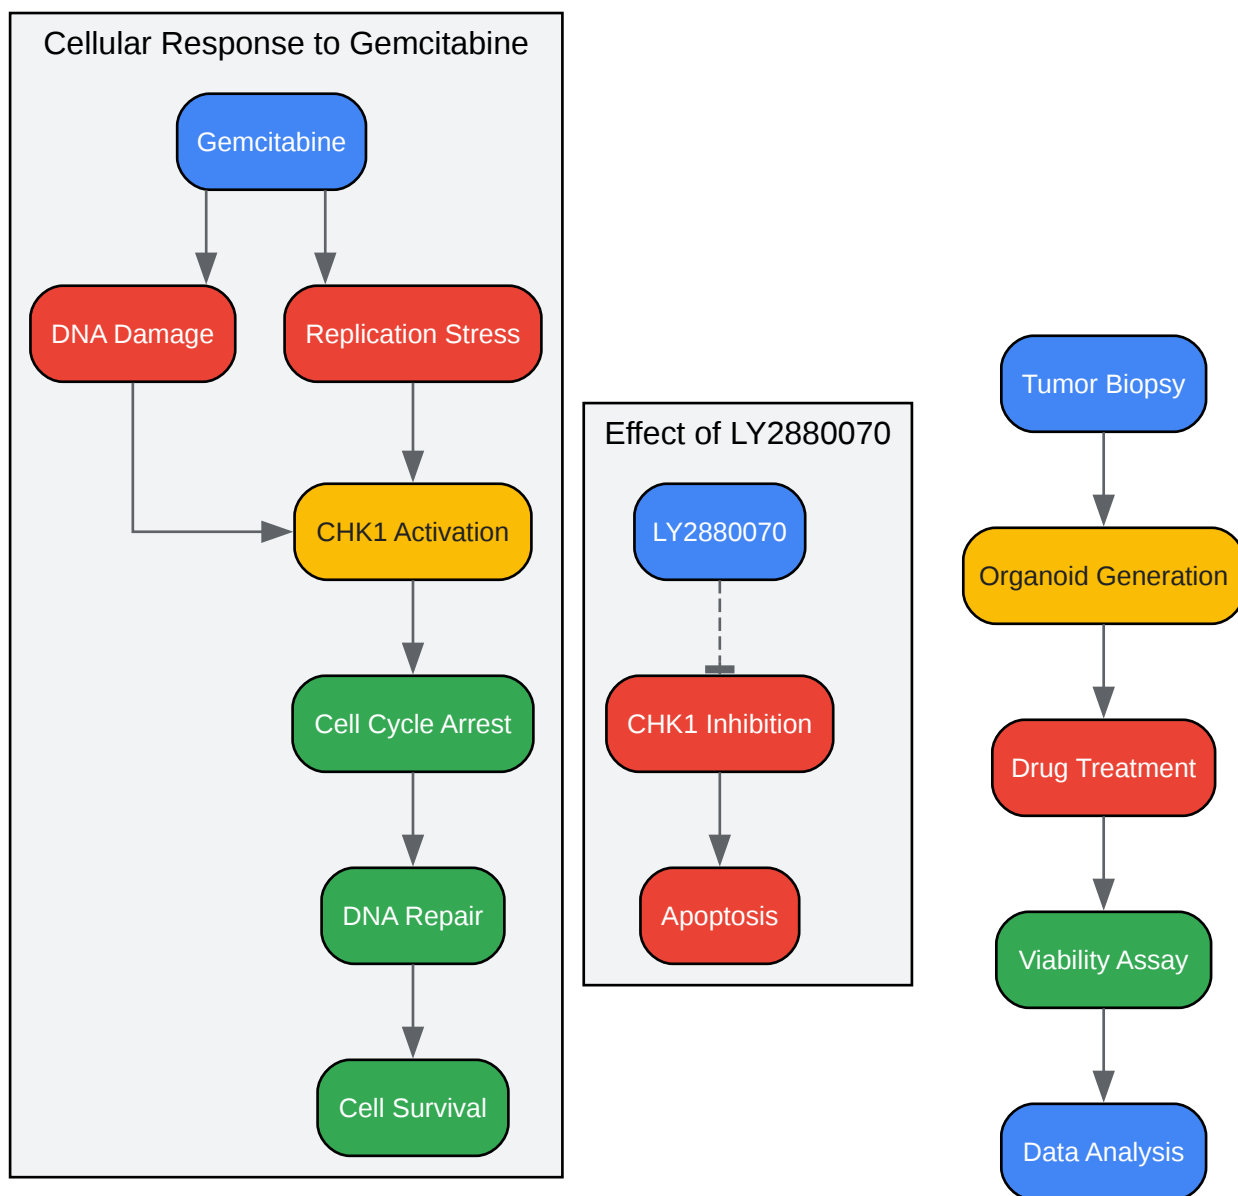 Cellular Response to Gemcitabine
Gemcitabine
DNA Damage
Replication Stress
CHK1 Activation
Cell Cycle Arrest
DNA Repair
Cell Survival
Effect of LY2880070
LY2880070
CHK1 Inhibition
Apoptosis
Tumor Biopsy
Organoid Generation
Drug Treatment
Viability Assay
Data Analysis